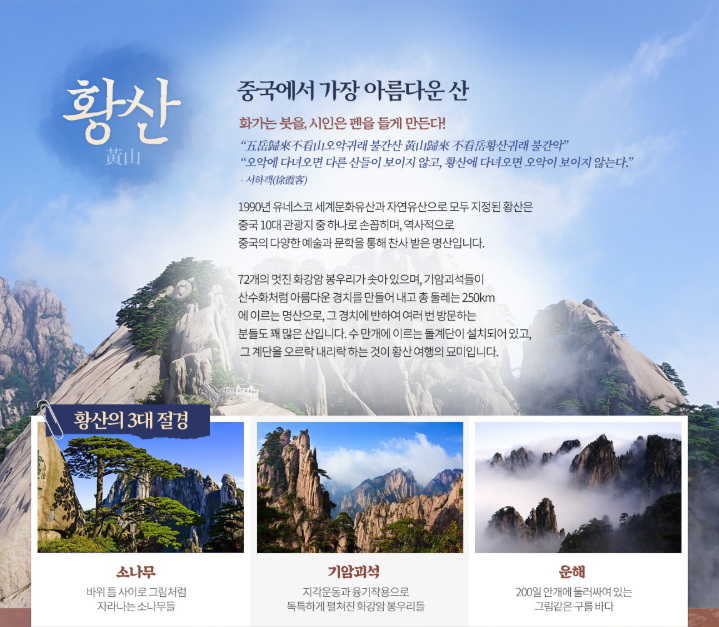 황산
黃山
중국에서 가장 아름다운 산
화가는 붓을, 시인은 펜을 들게 만든다!
“五岳歸來 不看山오악귀래 불간산 黃山歸來 不看岳황산귀래 불간악”
“오악에 다녀오면 다른 산들이 보이지 않고, 황산에 다녀오면 오악이 보이지 않는다.”
- 서하객(徐霞客)
1990년 유네스코 세계문화유산과 자연유산으로 모두 지정된 황산은
중국 10대 관광지 중 하나로 손꼽히며, 역사적으로
중국의 다양한 예술과 문학을 통해 찬사 받은 명산입니다.
72개의 멋진 화강암 봉우리가 솟아 있으며, 기암괴석들이
산수화처럼 아름다운 경치를 만들어 내고 총 둘레는 250km
에 이르는 명산으로, 그 경치에 반하여 여러 번 방문하는
분들도 꽤 많은 산입니다. 수 만개에 이르는 돌계단이 설치되어 있고,
그 계단을 오르락 내리락 하는 것이 황산 여행의 묘미입니다.
황산의 3대 절경
소나무
바위 틈 사이로 그림처럼
자라나는 소나무들
기암괴석
지각운동과 융기작용으로
독특하게 펼쳐진 화강암 봉우리들
운해
200일 안개에 둘러싸여 있는
그림같은 구름 바다